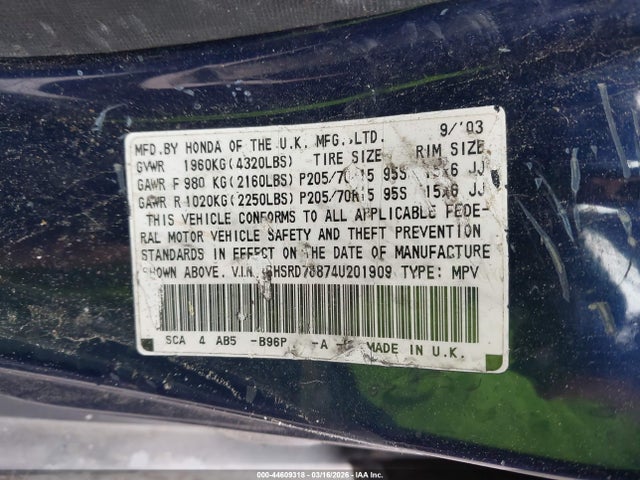 MFD.BY HONDA OF THE U.K. MFG.,LTD. 9/'03
GVWR 1960KG(4320LBS) TIRE SIZE RIM SIZE
GAWR F 980 KG(2160LBS) P205/70R15 95S 15X6 JJ
GAWR R 1020KG(2250LBS) P205/70R15 95S 15X6 JJ
THIS VEHICLE CONFORMS TO ALL APPLICABLE FEDE-
RAL MOTOR VEHICLE SAFETY AND THEFT PREVENTION
STANDARDS IN EFFECT ON THE DATE OF MANUFACTURE
SHOWN ABOVE. V.I.N. TYPE: MPV
SCA 4 AB5 -B96P -A - MADE IN U.K.
000-44609318 | 03/16/2026 | IAA Inc.